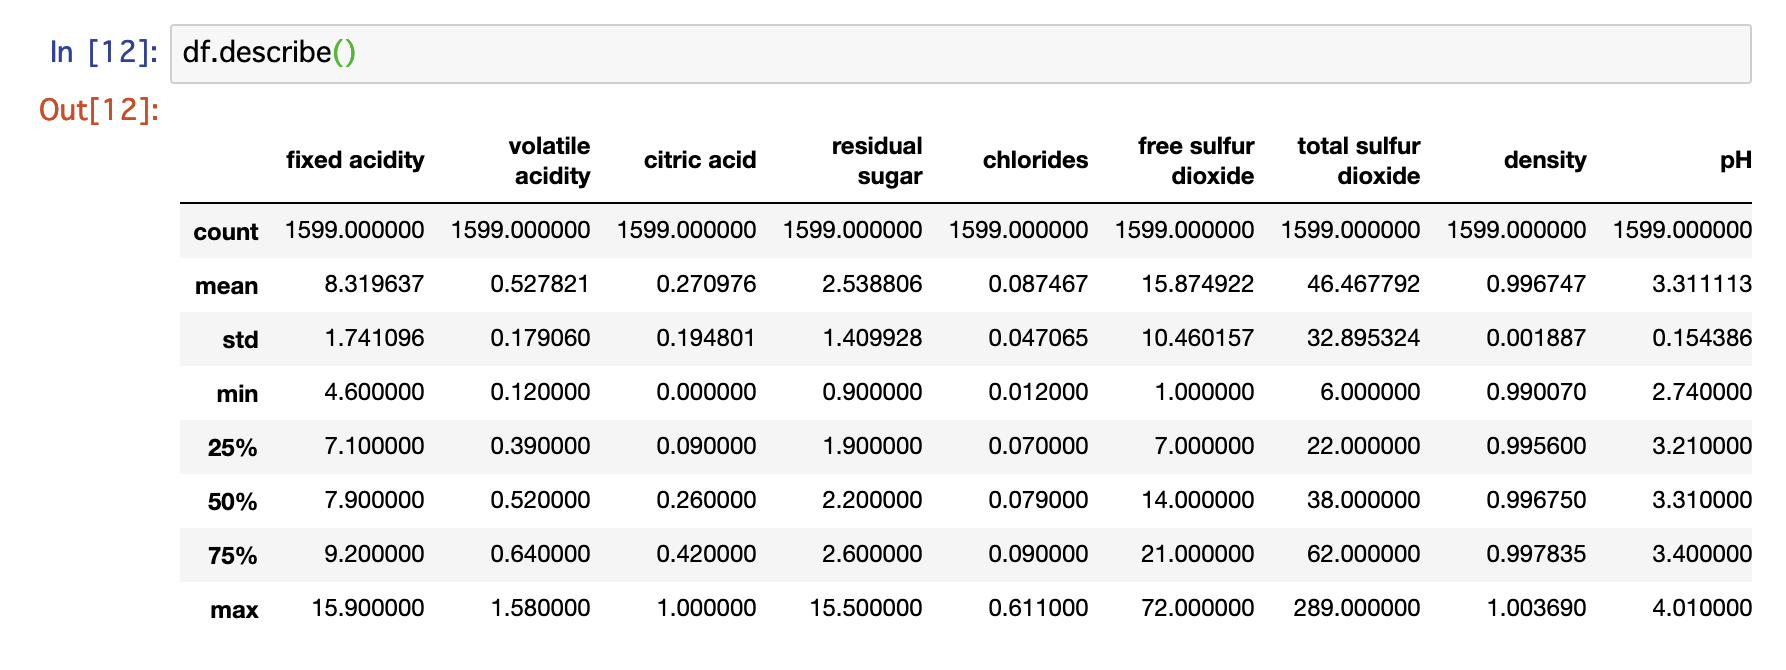 In [12]: df.describe()
Out[12]:
fixed acidity volatile acidity citric acid residual sugar chlorides free sulfur dioxide total sulfur dioxide density pH
count 1599.000000 1599.000000 1599.000000 1599.000000 1599.000000 1599.000000 1599.000000 1599.000000 1599.000000
mean 8.319637 0.527821 0.270976 2.538806 0.087467 15.874922 46.467792 0.996747 3.311113
std 1.741096 0.179060 0.194801 1.409928 0.047065 10.460157 32.895324 0.001887 0.154386
min 4.600000 0.120000 0.000000 0.900000 0.012000 1.000000 6.000000 0.990070 2.740000
25% 7.100000 0.390000 0.090000 1.900000 0.070000 7.000000 22.000000 0.995600 3.210000
50% 7.900000 0.520000 0.260000 2.200000 0.079000 14.000000 38.000000 0.996750 3.310000
75% 9.200000 0.640000 0.420000 2.600000 0.090000 21.000000 62.000000 0.997835 3.400000
max 15.900000 1.580000 1.000000 15.500000 0.611000 72.000000 289.000000 1.003690 4.010000